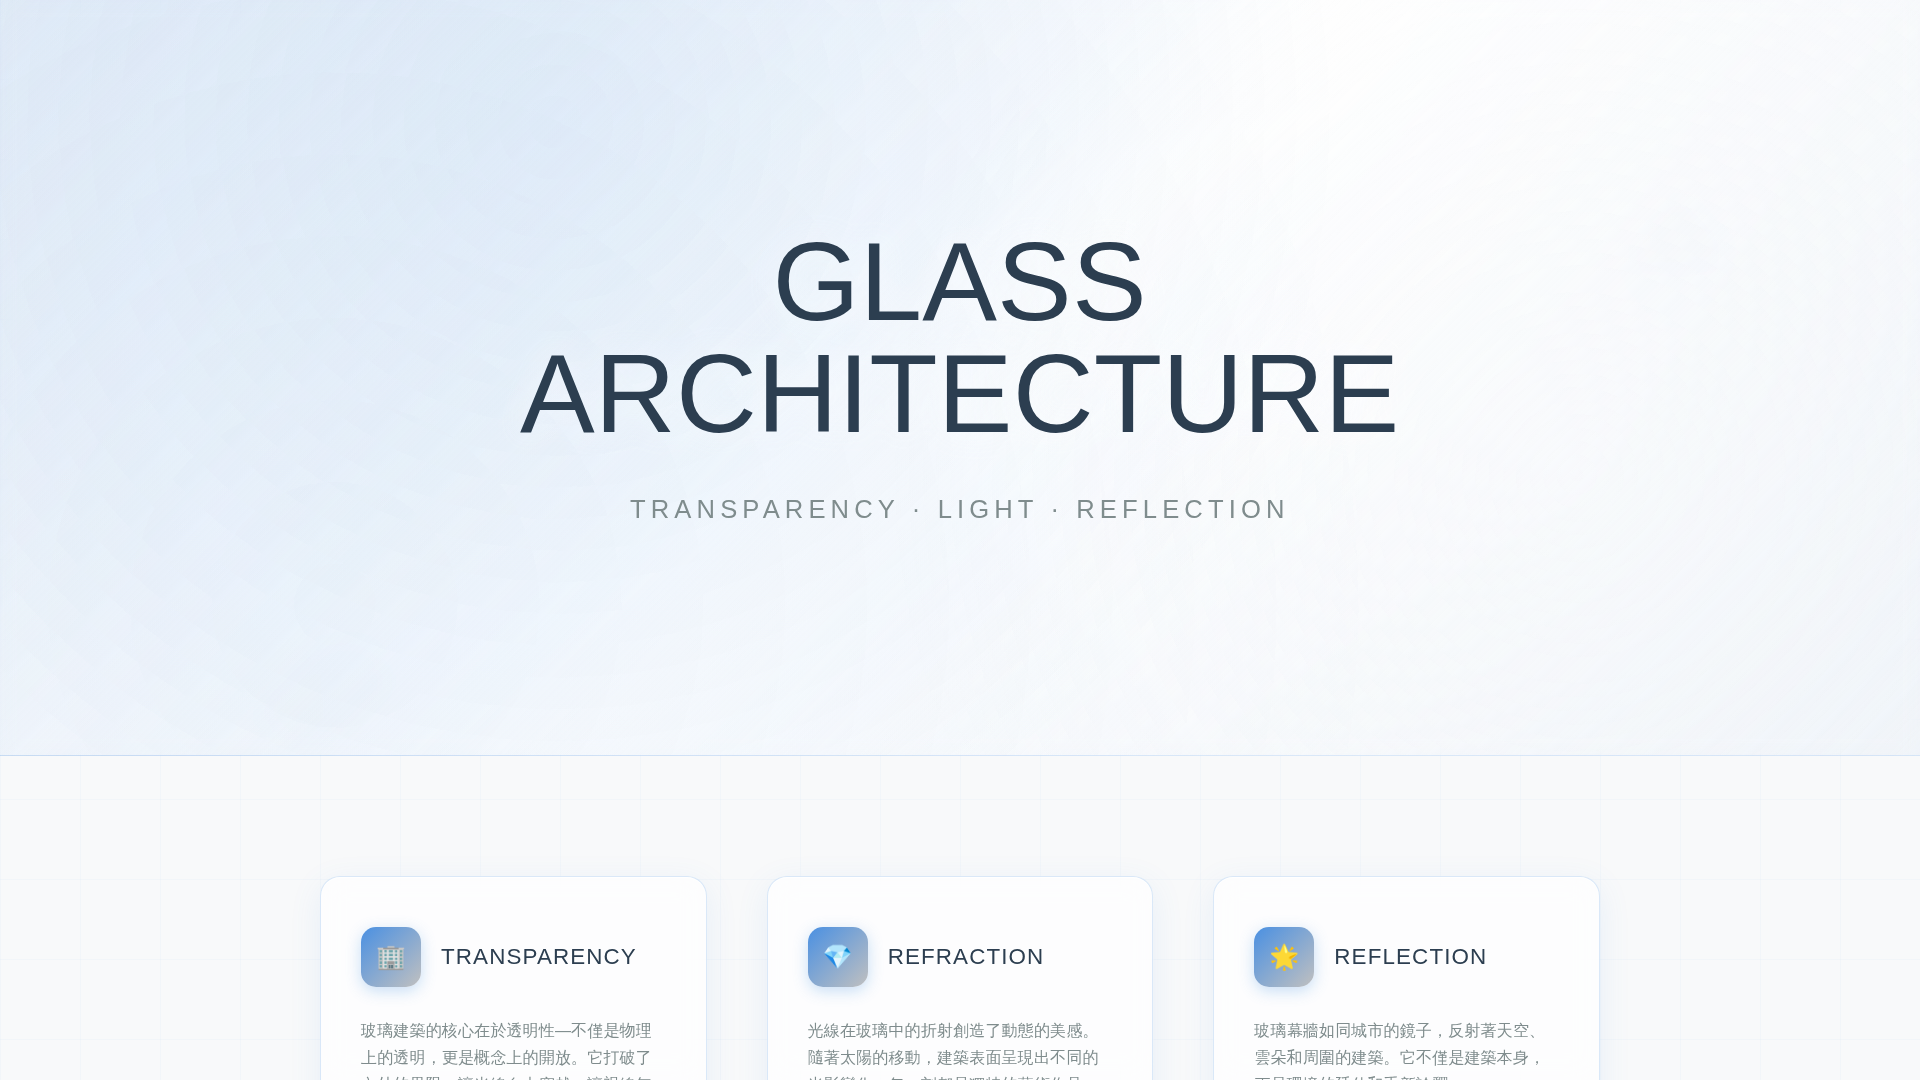 GLASS
ARCHITECTURE
TRANSPARENCY · LIGHT · REFLECTION
TRANSPARENCY
玻璃建築的核心在於透明性—不僅是物理
上的透明，更是概念上的開放。它打破了
REFRACTION
光線在玻璃中的折射創造了動態的美感。
隨著太陽的移動，建築表面呈現出不同的
REFLECTION
玻璃幕牆如同城市的鏡子，反射著天空、
雲朵和周圍的建築。它不僅是建築本身，